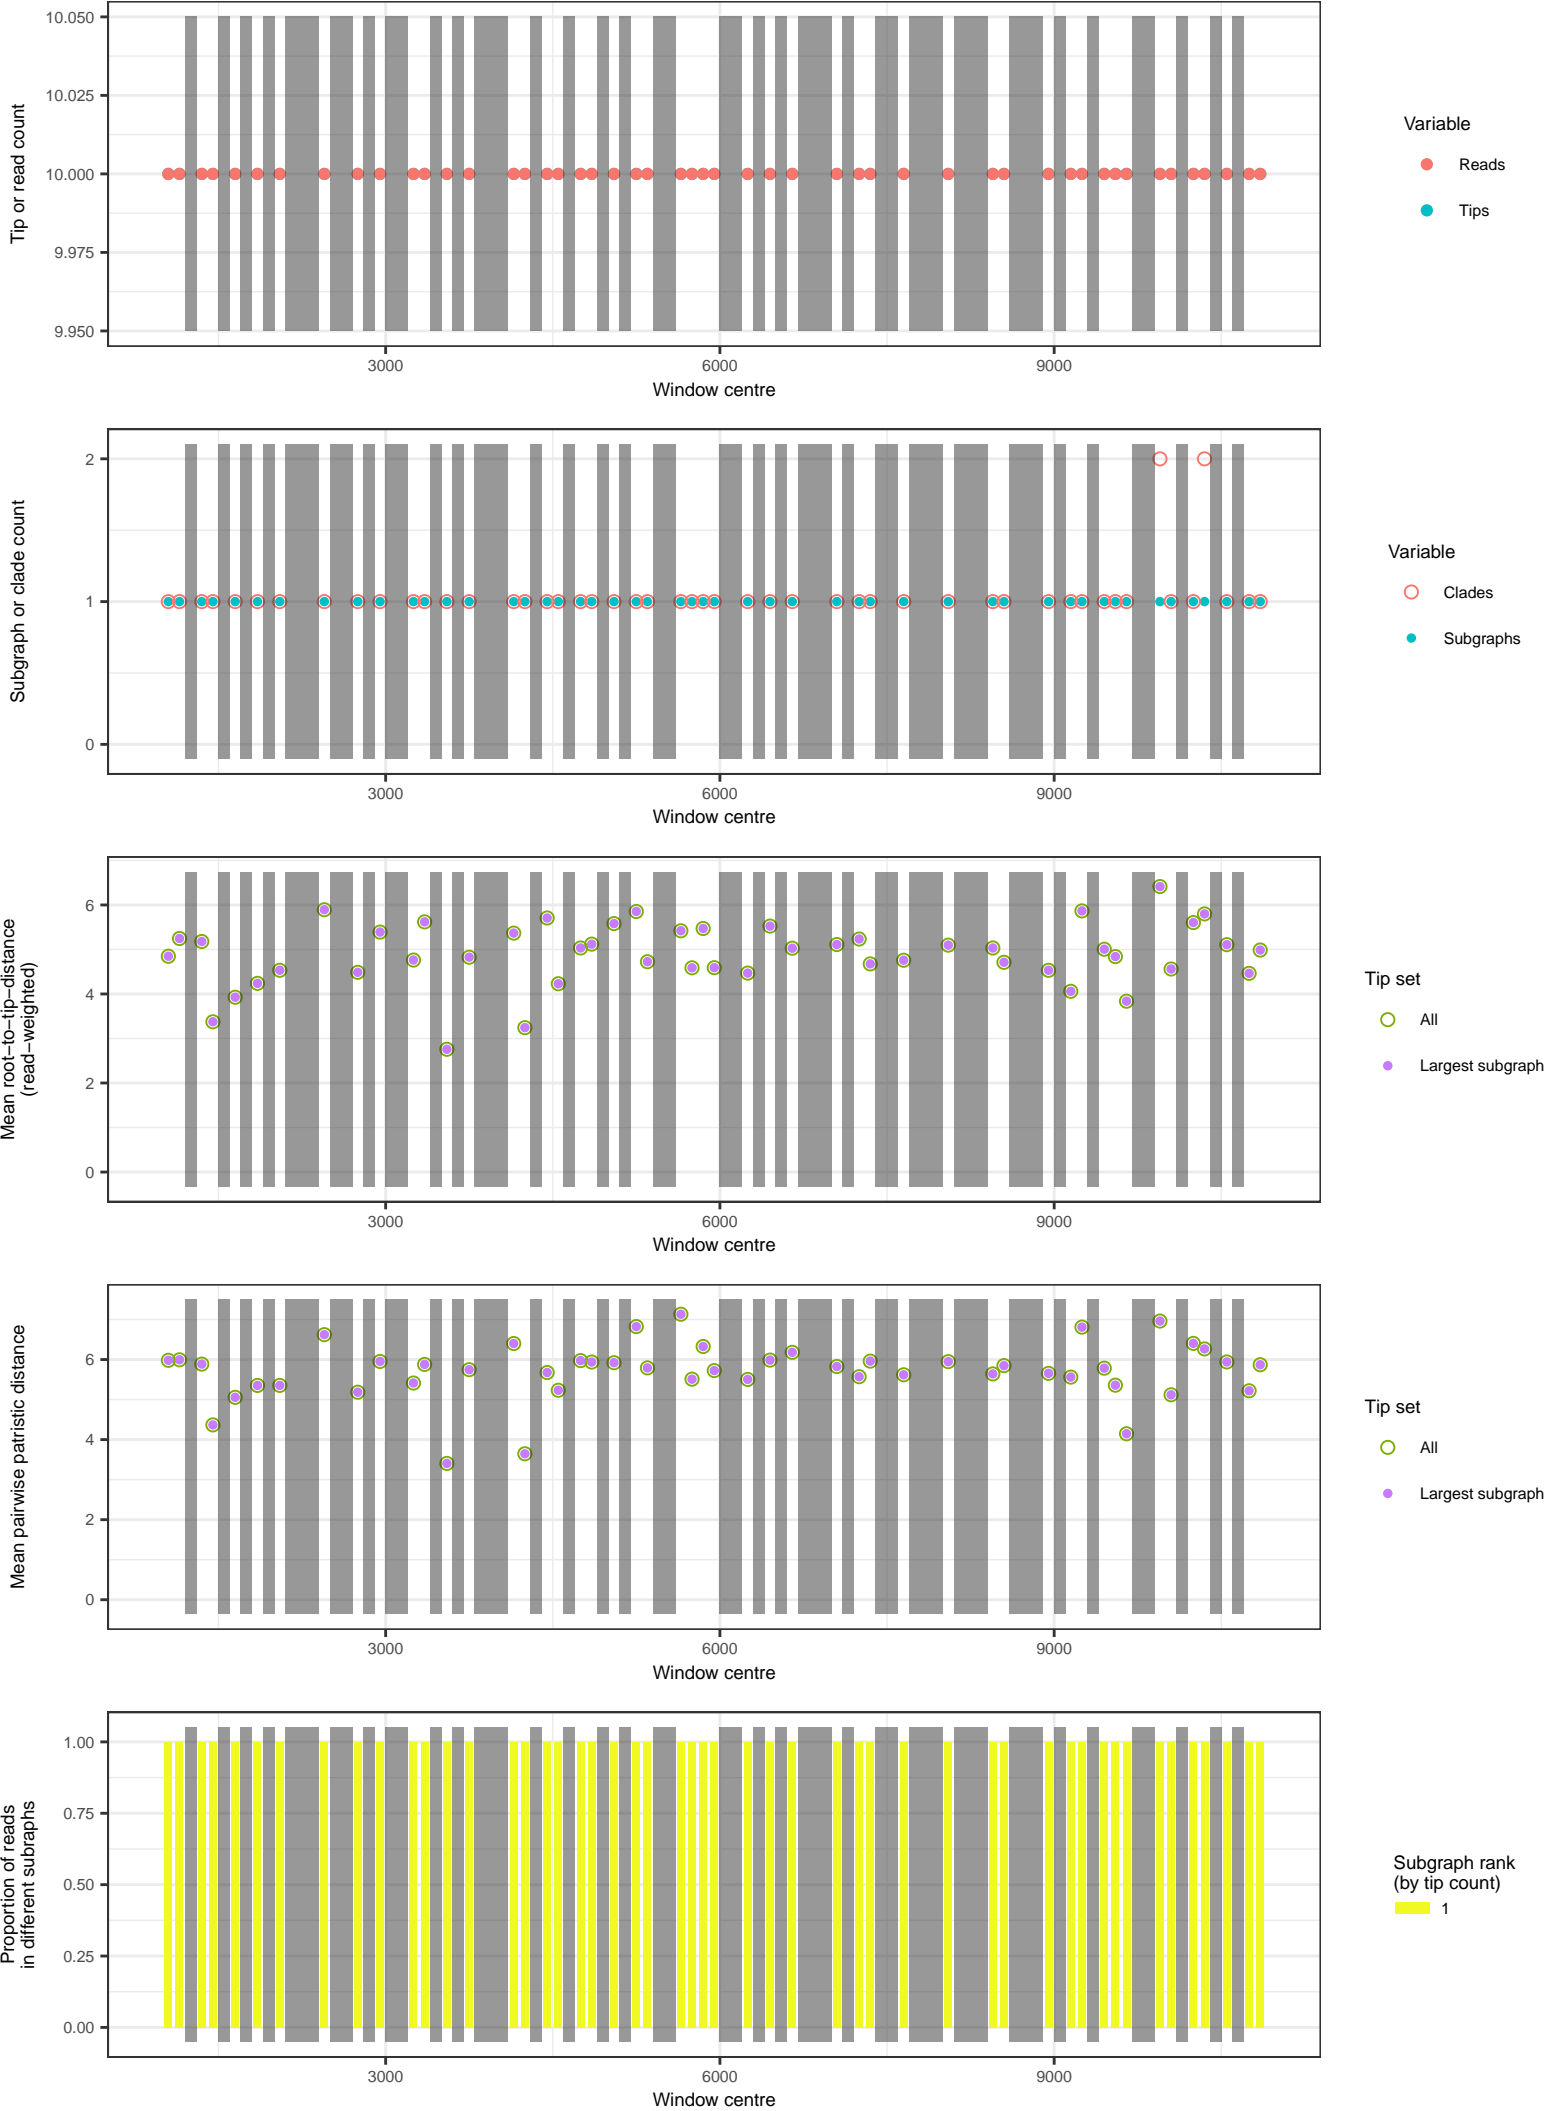 10.050
10.025
10.000
9.975
9.950
Tip or read count
3000
6000
9000
Window centre
Variable
Reads
Tips
2
1
0
Subgraph or clade count
3000
6000
9000
Window centre
Variable
Clades
Subgraphs
6
4
2
0
Mean root−to−tip−distance
(read−weighted)
3000
6000
9000
Window centre
Tip set
All
Largest subgraph
6
4
2
0
Mean pairwise patristic distance
3000
6000
9000
Window centre
Tip set
All
Largest subgraph
1.00
0.75
0.50
0.25
0.00
Proportion of reads
in different subraphs
3000
6000
9000
Window centre
Subgraph rank
(by tip count)
1